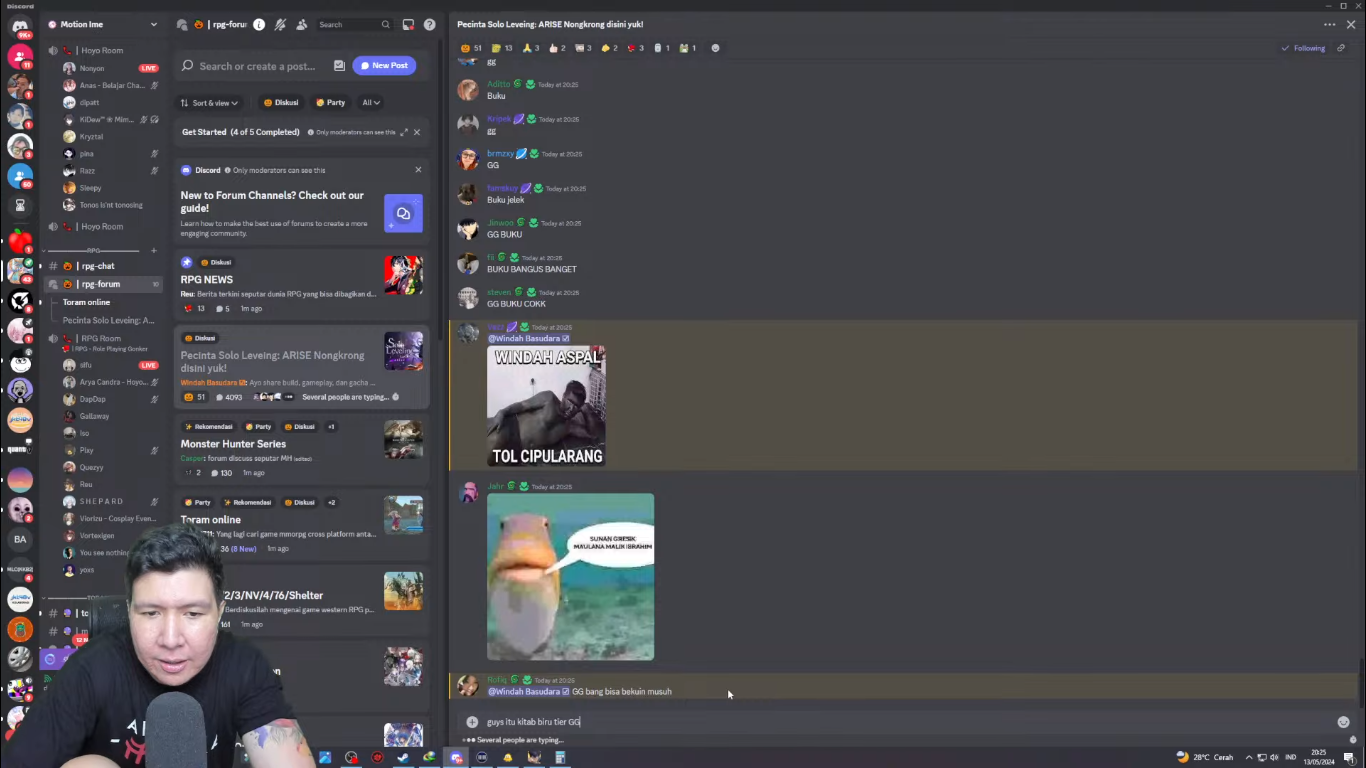 Discord
Motion Ime
Hoyo Room
Nonyon
LIVE
Anas - Belajar Cha...
dipatt
KiDew™ ※ Mim...
Kryztal
pina
Razz
Sleepy
Tonos is'nt tonosing
Hoyo Room
RPG
rpg-chat
rpg-forum
10
Toram online
Pecinta Solo Leveing: A...
RPG Room
RPG - Role Playing Gonker
sifu
LIVE
Arya Candra - Hoyo...
DapDap
Gallaway
Iso
Pixy
Quazyy
Reu
S H E P A R D
Viorizu - Cosplay Even...
Vortexigen
You see nothing
yoxa
BA
rpg-forum
Search
Search or create a post...
New Post
Sort & view
Diskusi
Party
All
Get Started (4 of 5 Completed)
Only moderators can see this
Discord
Only moderators can see this
New to Forum Channels? Check out our
guide!
Learn how to make the best use of forums to create a more
engaging community.
Diskusi
RPG NEWS
Reu: Berita terkini seputar dunia RPG yang bisa dibagikan d...
13
5
1m ago
Diskusi
Pecinta Solo Leveing: ARISE Nongkrong
disini yuk!
Windah Basudara: Ayo share build, gameplay, dan gacha ...
51
4093
Several people are typing...
Rekomendasi
Party
Diskusi
+1
Monster Hunter Series
Casper: forum discuss seputar MH (edited)
2
130
1m ago
Party
Rekomendasi
Diskusi
+2
Toram online
Yang lagi cari game mmorpg cross platform anta...
36 (8 New)
1m ago
/2/3/NV/4/76/Shelter
Berdiskusilah mengenai game western RPG p...
161
1m ago
Pecinta Solo Leveing: ARISE Nongkrong disini yuk!
51
13
3
2
3
2
3
1
1
Following
gg
Aditto
Today at 20:25
Buku
Today at 20:25
gg
brmzxy
Today at 20:25
GG
Today at 20:25
Buku jelek
Jinwoo
Today at 20:25
GG BUKU
Today at 20:25
BUKU BANGUS BANGET
steven
Today at 20:25
GG BUKU COKK
Today at 20:25
@Windah Basudara
WINDAH ASPAL
TOL CIPULARANG
Jahr
Today at 20:25
SUNAN GIRESIK
MAULANA MALIK IBRAHIM
Rofiq
Today at 20:25
@Windah Basudara GG bang bisa bekuin musuh
guys itu kitab biru tier GG
Several people are typing...
28°C Cerah
IND
20:25
13/05/2024